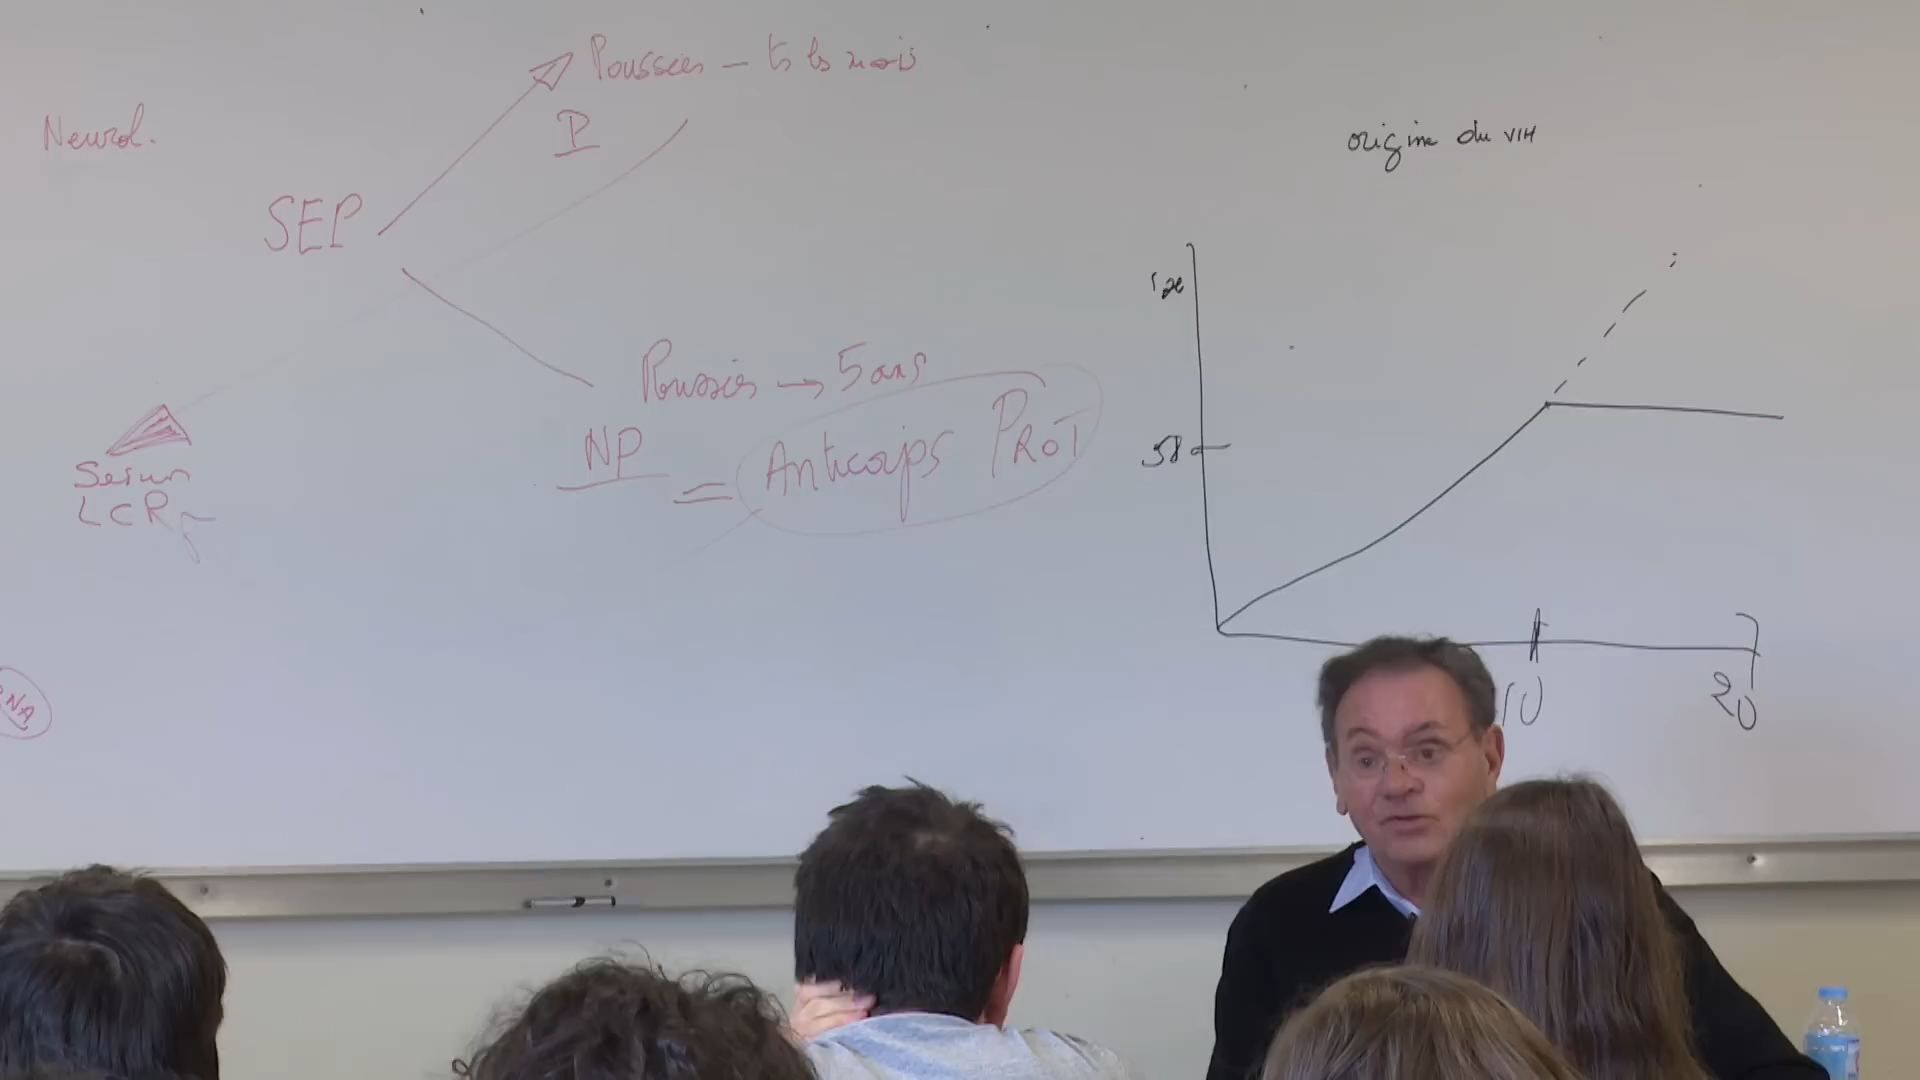 Neurol.
SEP
Poussées – ts les mois
P
Poussées → 5 ans
NP
= Anticorps PROT
Serum
LCR
RNA
origine du VIH
10
20